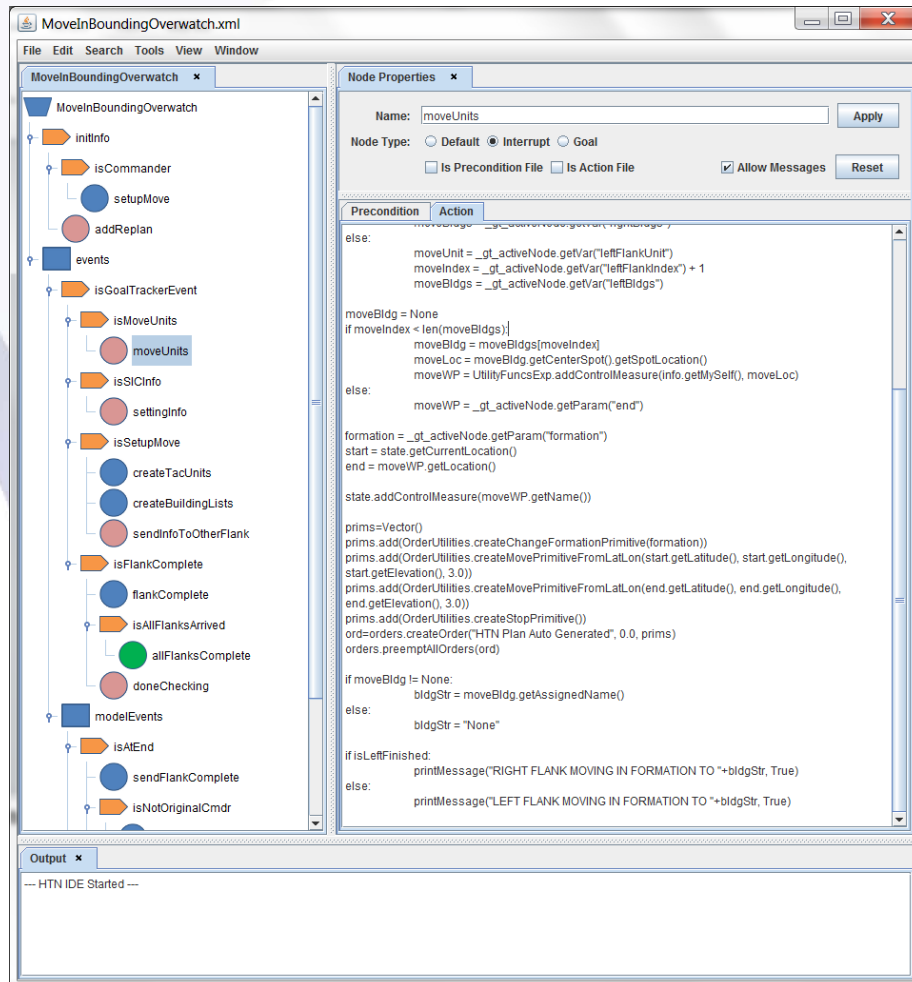 MoveInBoundingOverwatch.xml
File Edit Search Tools View Window
MoveInBoundingOverwatch ×
MoveInBoundingOverwatch
initInfo
isCommander
setupMove
addReplan
events
isGoalTrackerEvent
isMoveUnits
moveUnits
isSICInfo
settingInfo
isSetupMove
createTacUnits
createBuildingLists
sendInfoToOtherFlank
isFlankComplete
flankComplete
isAllFlanksArrived
allFlanksComplete
doneChecking
modelEvents
isAtEnd
sendFlankComplete
isNotOriginalCmdr
Node Properties ×
Name: moveUnits Apply
Node Type: Default Interrupt Goal
Is Precondition File Is Action File Allow Messages Reset
Precondition Action
moveBldgs = _gt_activeNode.getVar("rightBldgs")
else:
moveUnit = _gt_activeNode.getVar("leftFlankUnit")
moveIndex = _gt_activeNode.getVar("leftFlankIndex") + 1
moveBldgs = _gt_activeNode.getVar("leftBldgs")
moveBldg = None
if moveIndex < len(moveBldgs):
moveBldg = moveBldgs[moveIndex]
moveLoc = moveBldg.getCenterSpot().getSpotLocation()
moveWP = UtilityFuncsExp.addControlMeasure(info.getMySelf(), moveLoc)
else:
moveWP = _gt_activeNode.getParam("end")
formation = _gt_activeNode.getParam("formation")
start = state.getCurrentLocation()
end = moveWP.getLocation()
state.addControlMeasure(moveWP.getName())
prims=Vector()
prims.add(OrderUtilities.createChangeFormationPrimitive(formation))
prims.add(OrderUtilities.createMovePrimitiveFromLatLon(start.getLatitude(), start.getLongitude(),
start.getElevation(), 3.0))
prims.add(OrderUtilities.createMovePrimitiveFromLatLon(end.getLatitude(), end.getLongitude(),
end.getElevation(), 3.0))
prims.add(OrderUtilities.createStopPrimitive())
ord=orders.createOrder("HTN Plan Auto Generated", 0.0, prims)
orders.preemptAllOrders(ord)
if moveBldg != None:
bldgStr = moveBldg.getAssignedName()
else:
bldgStr = "None"
if isLeftFinished:
printMessage("RIGHT FLANK MOVING IN FORMATION TO "+bldgStr, True)
else:
printMessage("LEFT FLANK MOVING IN FORMATION TO "+bldgStr, True)
Output ×
--- HTN IDE Started ---